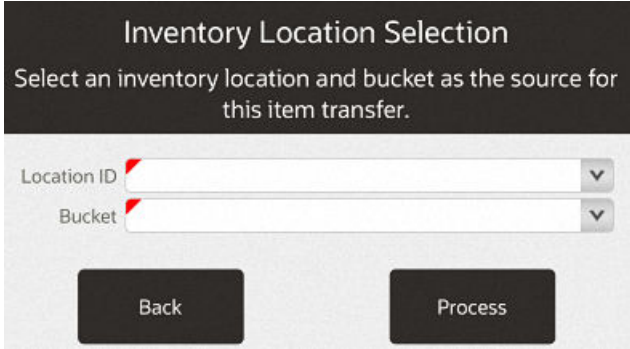 Inventory Location Selection
Select an inventory location and bucket as the source for
this item transfer.
Location ID
Bucket
Back
Process